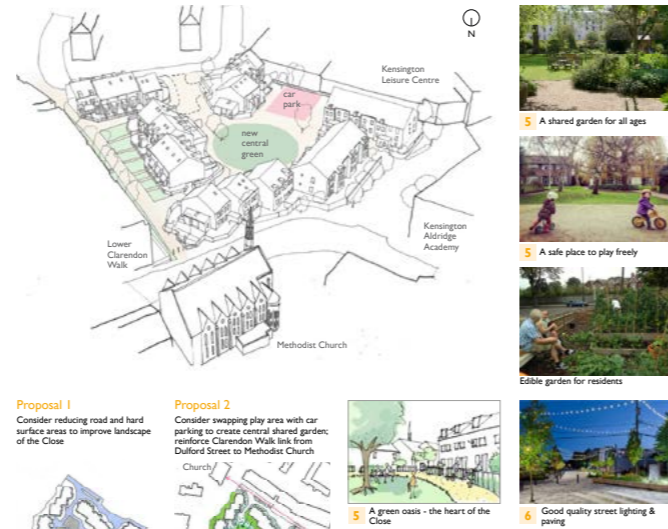 N
Kensington
Leisure Centre
car
park
new
central
green
Lower
Clarendon
Walk
Kensington
Aldridge
Academy
Methodist Church
5 A shared garden for all ages
5 A safe place to play freely
Edible garden for residents
Proposal 1
Consider reducing road and hard
surface areas to improve landscape
of the Close
Proposal 2
Consider swapping play area with car
parking to create central shared garden;
reinforce Clarendon Walk link from
Dulford Street to Methodist Church
Church
5 A green oasis - the heart of the
Close
6 Good quality street lighting &
paving